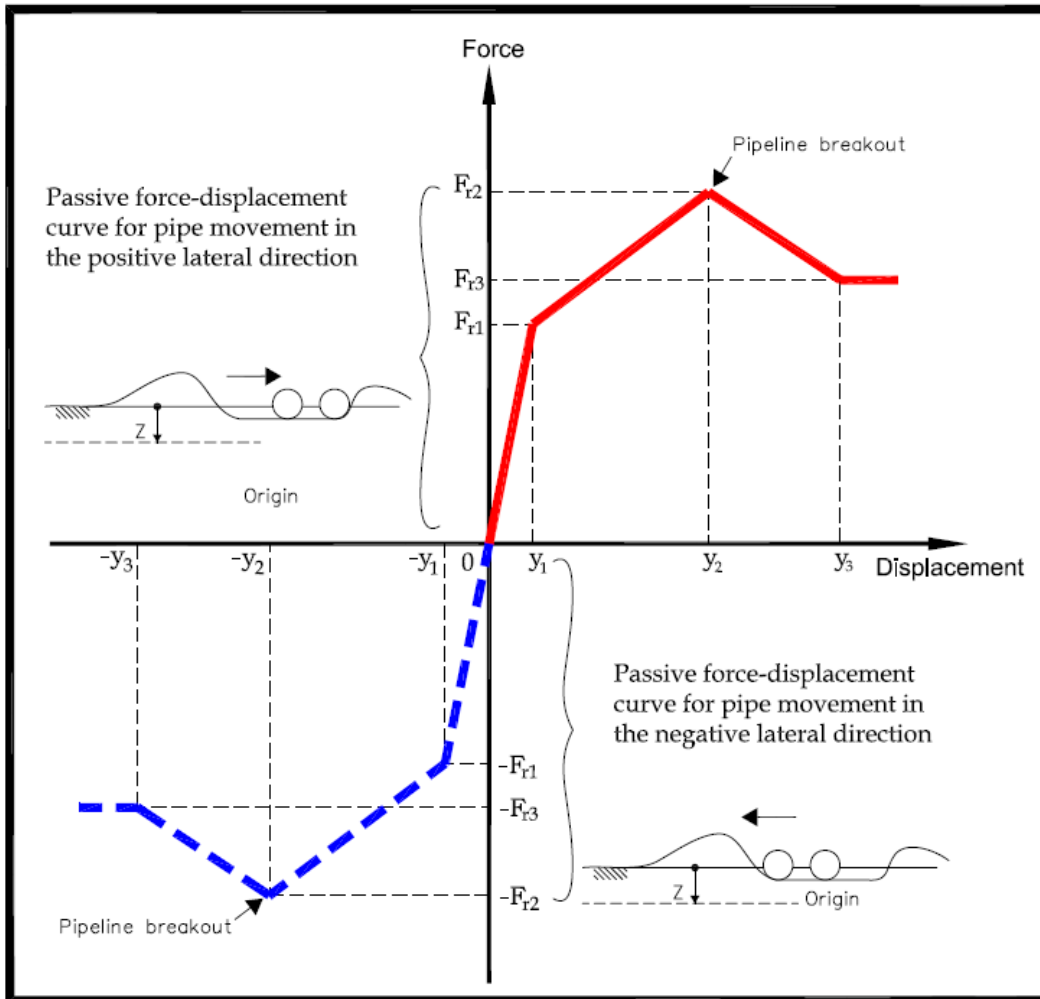 Force
Pipeline breakout
Passive force-displacement
curve for pipe movement in
the positive lateral direction
Fr2
Fr3
Fr1
Z
Origin
-y3
-y2
-y1
0
y1
y2
y3
Displacement
Passive force-displacement
curve for pipe movement in
the negative lateral direction
-Fr1
-Fr3
-Fr2
Z
Origin
Pipeline breakout